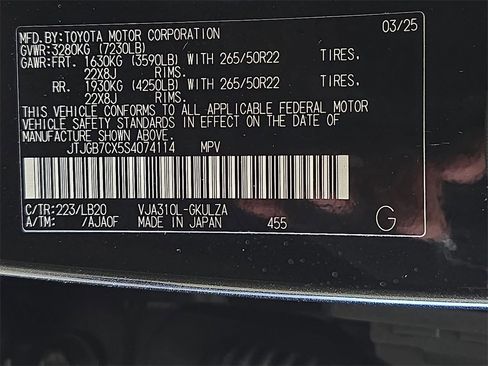 MFD.BY:TOYOTA MOTOR CORPORATION 03/25
GVWR:3280KG (7230LB)
GAWR:FRT. 1630KG (3590LB) WITH 265/50R22 TIRES.
22X8J RIMS.
RR. 1930KG (4250LB) WITH 265/50R22 TIRES.
22X8J RIMS.
THIS VEHICLE CONFORMS TO ALL APPLICABLE FEDERAL MOTOR
VEHICLE SAFETY STANDARDS IN EFFECT ON THE DATE OF
MANUFACTURE SHOWN ABOVE.
JTJGB7CX5S4074114 MPV
C/TR:223/LB20 VJA310L-GKULZA
A/TM: /AJA0F MADE IN JAPAN 455 G